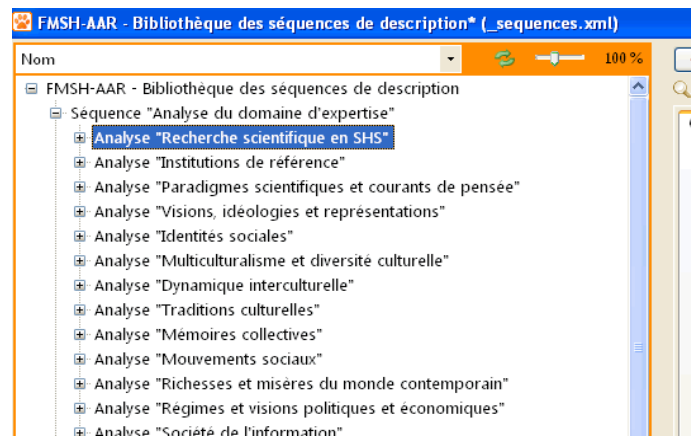 FMSH-AAR - Bibliothèque des séquences de description* (_sequences.xml)
Nom 100 %
FMSH-AAR - Bibliothèque des séquences de description
Séquence "Analyse du domaine d'expertise"
Analyse "Recherche scientifique en SHS"
Analyse "Institutions de référence"
Analyse "Paradigmes scientifiques et courants de pensée"
Analyse "Visions, idéologies et représentations"
Analyse "Identités sociales"
Analyse "Multiculturalisme et diversité culturelle"
Analyse "Dynamique interculturelle"
Analyse "Traditions culturelles"
Analyse "Mémoires collectives"
Analyse "Mouvements sociaux"
Analyse "Richesses et misères du monde contemporain"
Analyse "Régimes et visions politiques et économiques"
Analyse "Société de l'information"